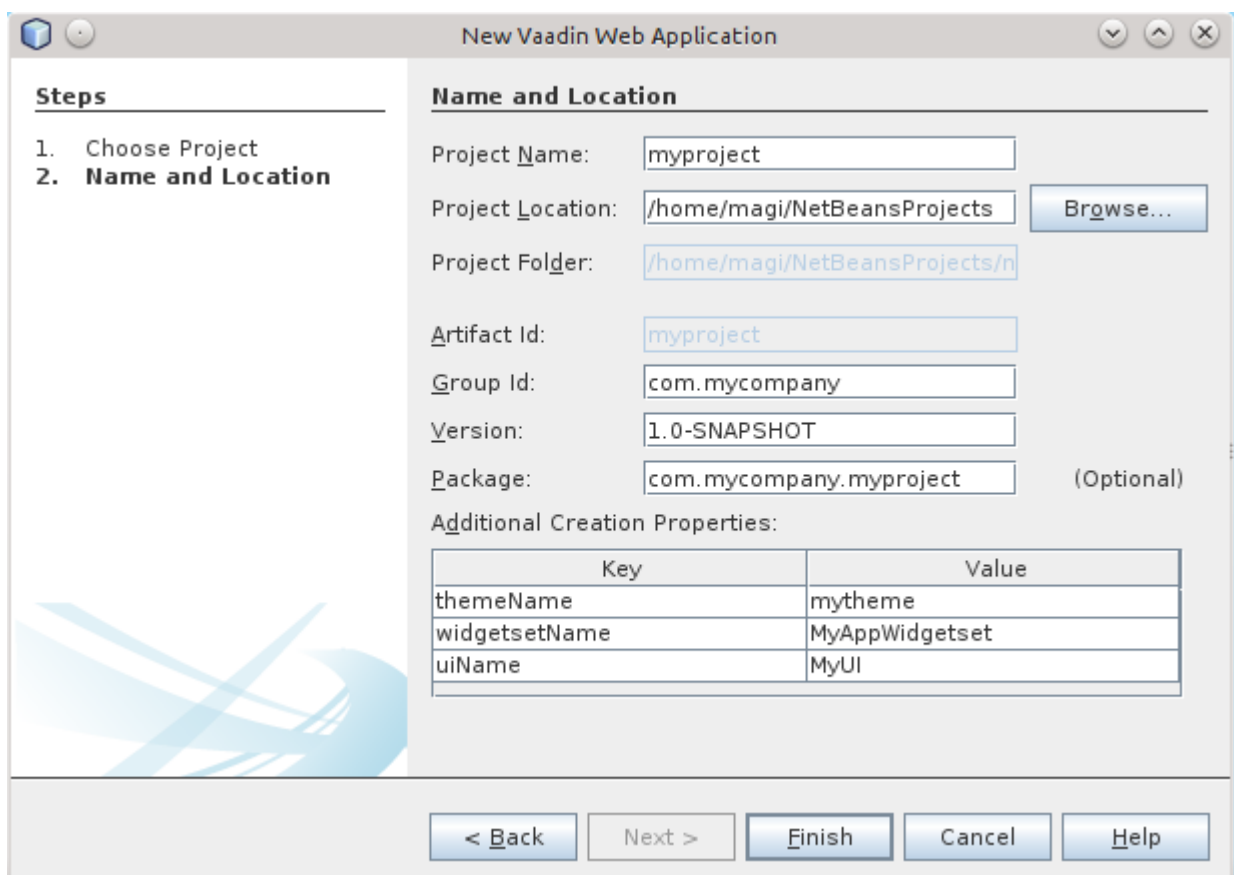 New Vaadin Web Application
Steps
1. Choose Project
2. Name and Location
Name and Location
Project Name: myproject
Project Location: /home/magi/NetBeansProjects Browse...
Project Folder: /home/magi/NetBeansProjects/n
Artifact Id: myproject
Group Id: com.mycompany
Version: 1.0-SNAPSHOT
Package: com.mycompany.myproject (Optional)
Additional Creation Properties:
Key Value
themeName mytheme
widgetsetName MyAppWidgetset
uiName MyUI
< Back Next > Finish Cancel Help